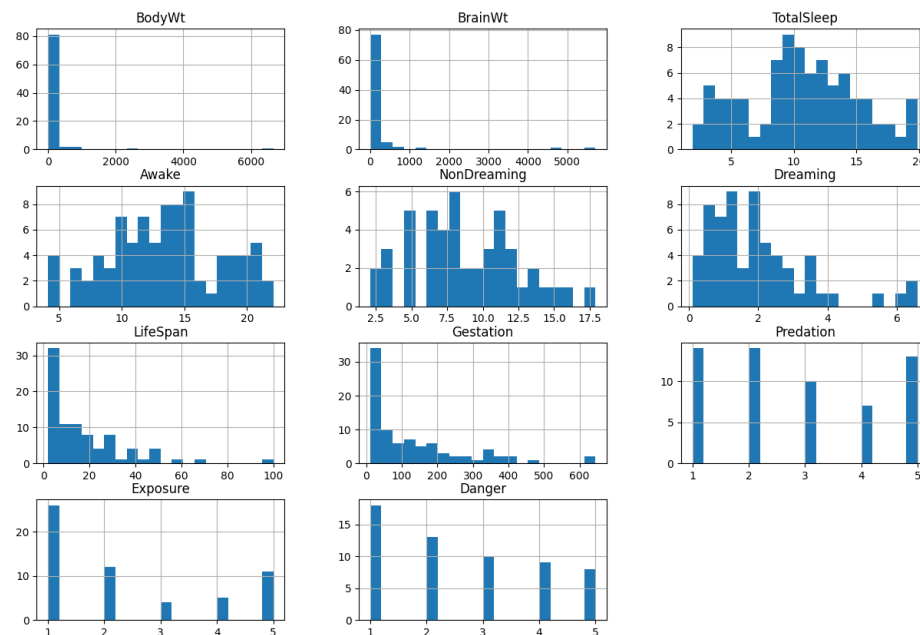 BodyWt
80
60
40
20
0
0 2000 4000 6000
BrainWt
80
60
40
20
0
0 1000 2000 3000 4000 5000
TotalSleep
8
6
4
2
0
5 10 15 20
Awake
8
6
4
2
0
5 10 15 20
NonDreaming
6
4
2
0
2.5 5.0 7.5 10.0 12.5 15.0 17.5
Dreaming
8
6
4
2
0
0 2 4 6
LifeSpan
30
20
10
0
0 20 40 60 80 100
Gestation
30
20
10
0
0 100 200 300 400 500 600
Predation
10
5
0
1 2 3 4 5
Exposure
20
10
0
1 2 3 4 5
Danger
15
10
5
0
1 2 3 4 5